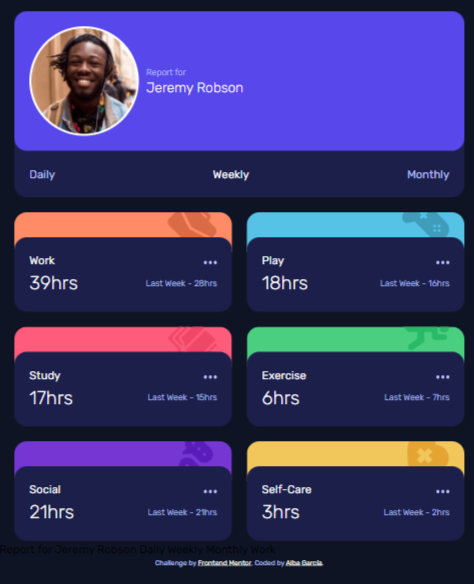 Report for
Jeremy Robson
Daily Weekly Monthly
Work
39hrs
Last Week - 28hrs
Play
18hrs
Last Week - 16hrs
Study
17hrs
Last Week - 15hrs
Exercise
6hrs
Last Week - 7hrs
Social
21hrs
Last Week - 21hrs
Self-Care
3hrs
Last Week - 2hrs
Report for Jeremy Robson Daily Weekly Monthly Work
Challenge by Frontend Mentor. Coded by Alba García.